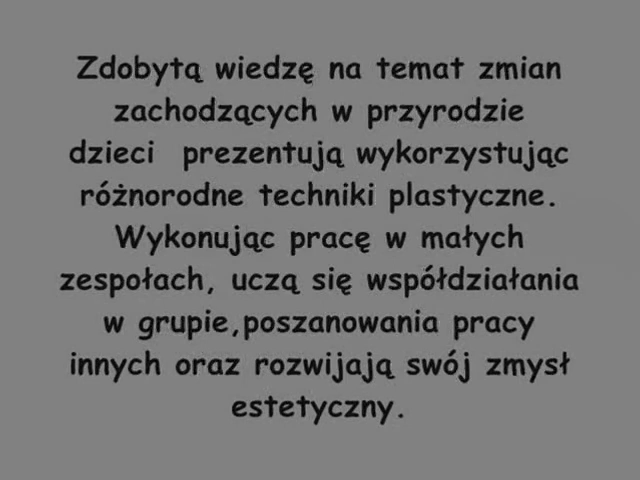 Zdobytą wiedzę na temat zmian
zachodzących w przyrodzie
dzieci prezentują wykorzystując
różnorodne techniki plastyczne.
Wykonując pracę w małych
zespołach, uczą się współdziałania
w grupie,poszanowania pracy
innych oraz rozwijają swój zmysł
estetyczny.